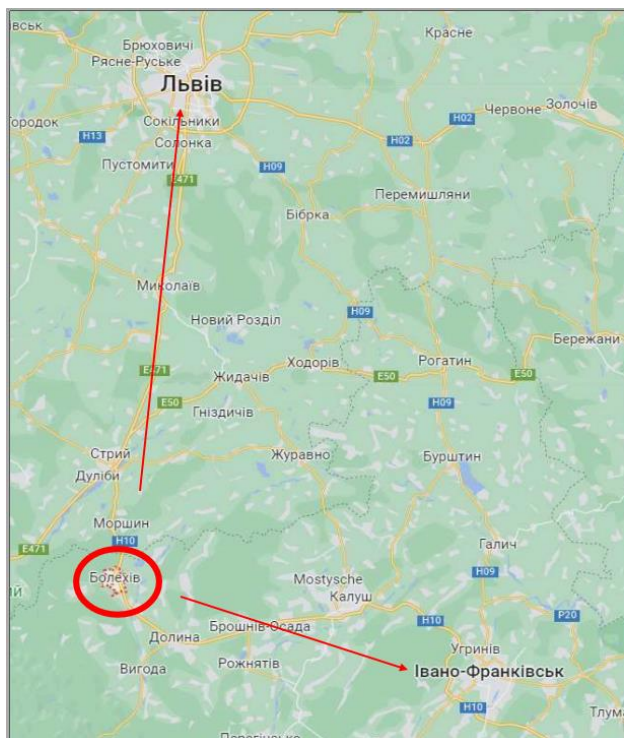 Красне
Брюховичі
Рясне-Руське
Львів
Золочів
Червоне
H02
Сокільники
H13
H02
Солонка
Пустомити
H09
E471
Перемишляни
Бібрка
Миколаїв
H09
Новий Розділ
Бережани
Ходорів
Рогатин
E471
Жидачів
E50
E50
E50
H09
Гніздичів
Стрий
Журавно
Бурштин
Дуліби
Моршин
H10
Галич
E471
H09
Болехів
ий
Mostysche
Калуш
P20
H10
Брошнів-Осада
Долина
Угринів
Рожнятів
Вигода
Івано-Франківськ
H10